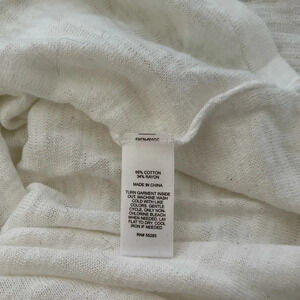 66% COTTON
34% RAYON
MADE IN CHINA
TURN GARMENT INSIDE
OUT, MACHINE WASH
COLD WITH LIKE
COLORS, GENTLE
CYCLE, ONLY NON-
CHLORINE BLEACH
WHEN NEEDED, LAY
FLAT TO DRY, COOL
IRON IF NEEDED